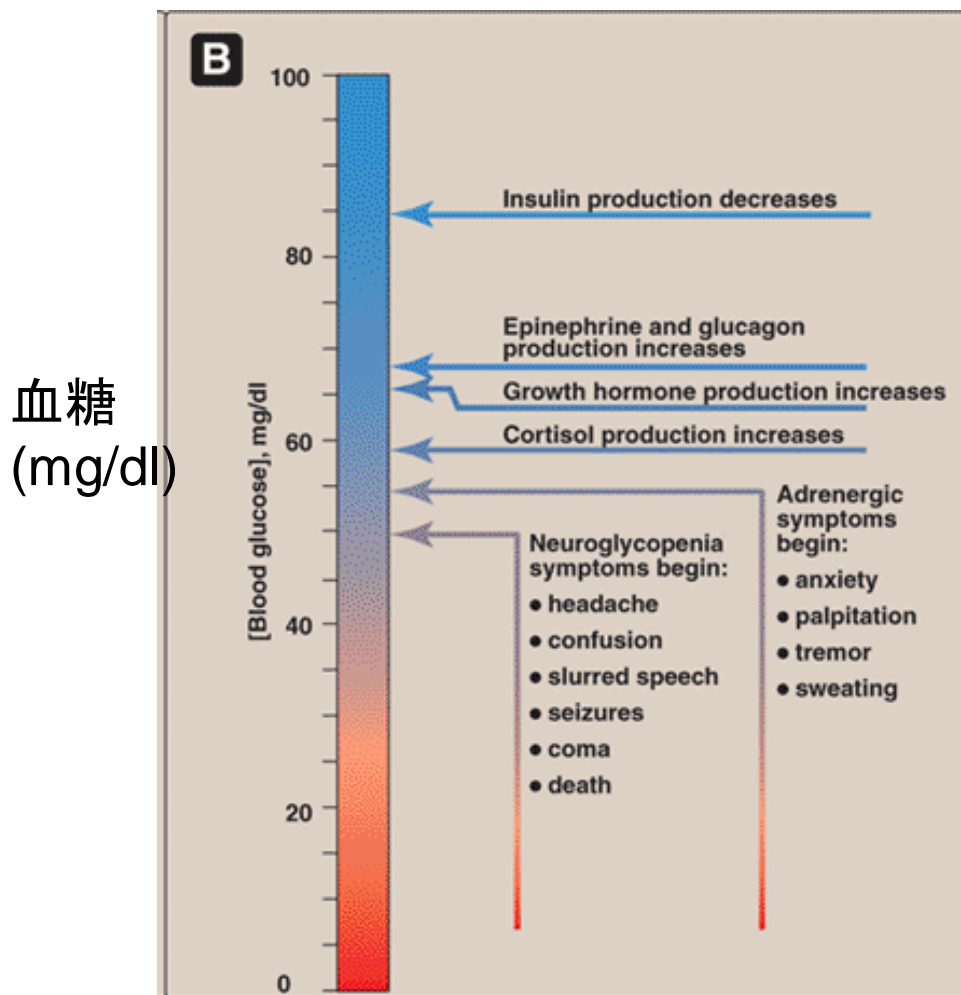 B
血糖
(mg/dl)
[Blood glucose], mg/dl
100
80
60
40
20
0
Insulin production decreases
Epinephrine and glucagon
production increases
Growth hormone production increases
Cortisol production increases
Adrenergic
symptoms
begin:
• anxiety
• palpitation
• tremor
• sweating
Neuroglycopenia
symptoms begin:
• headache
• confusion
• slurred speech
• seizures
• coma
• death